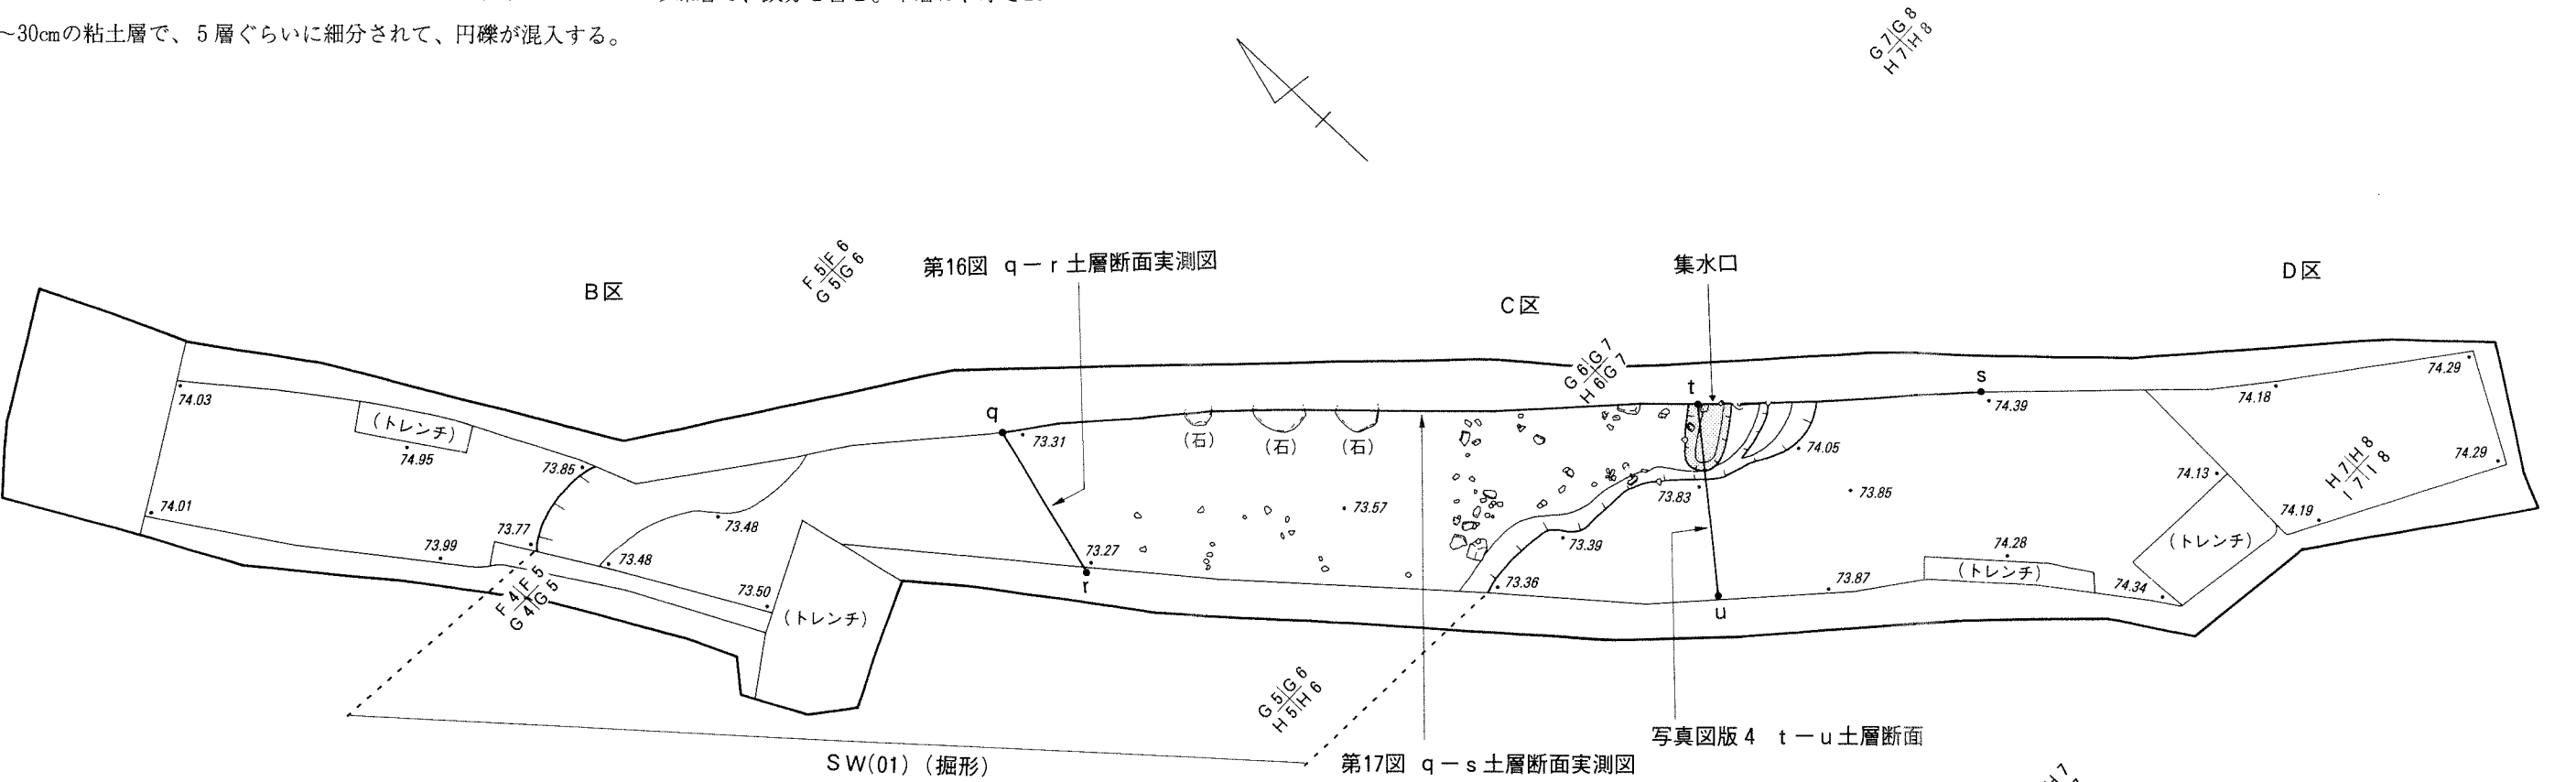 ～30cmの粘土層で、5層ぐらいに細分されて、円礫が混入する。
G7|G8
H7|H8
F5|F6
G5|G6
第16図 q－r土層断面実測図
集水口
B区
C区
D区
G6|G7
H6|G7
t
s
q
74.29
74.03
(トレンチ)
74.95
73.85
73.31
(石)
(石)
(石)
74.39
74.18
74.05
74.29
74.13
H7|H8
I7|I8
74.01
73.77
73.48
73.57
73.83
73.85
74.19
73.99
73.48
73.27
73.39
74.28
(トレンチ)
(トレンチ)
F4|F5
G4|G5
73.50
r
73.36
73.87
74.34
u
(トレンチ)
G5|G6
H5|H6
SW(01)(掘形)
第17図 q－s土層断面実測図
写真図版4 t－u土層断面